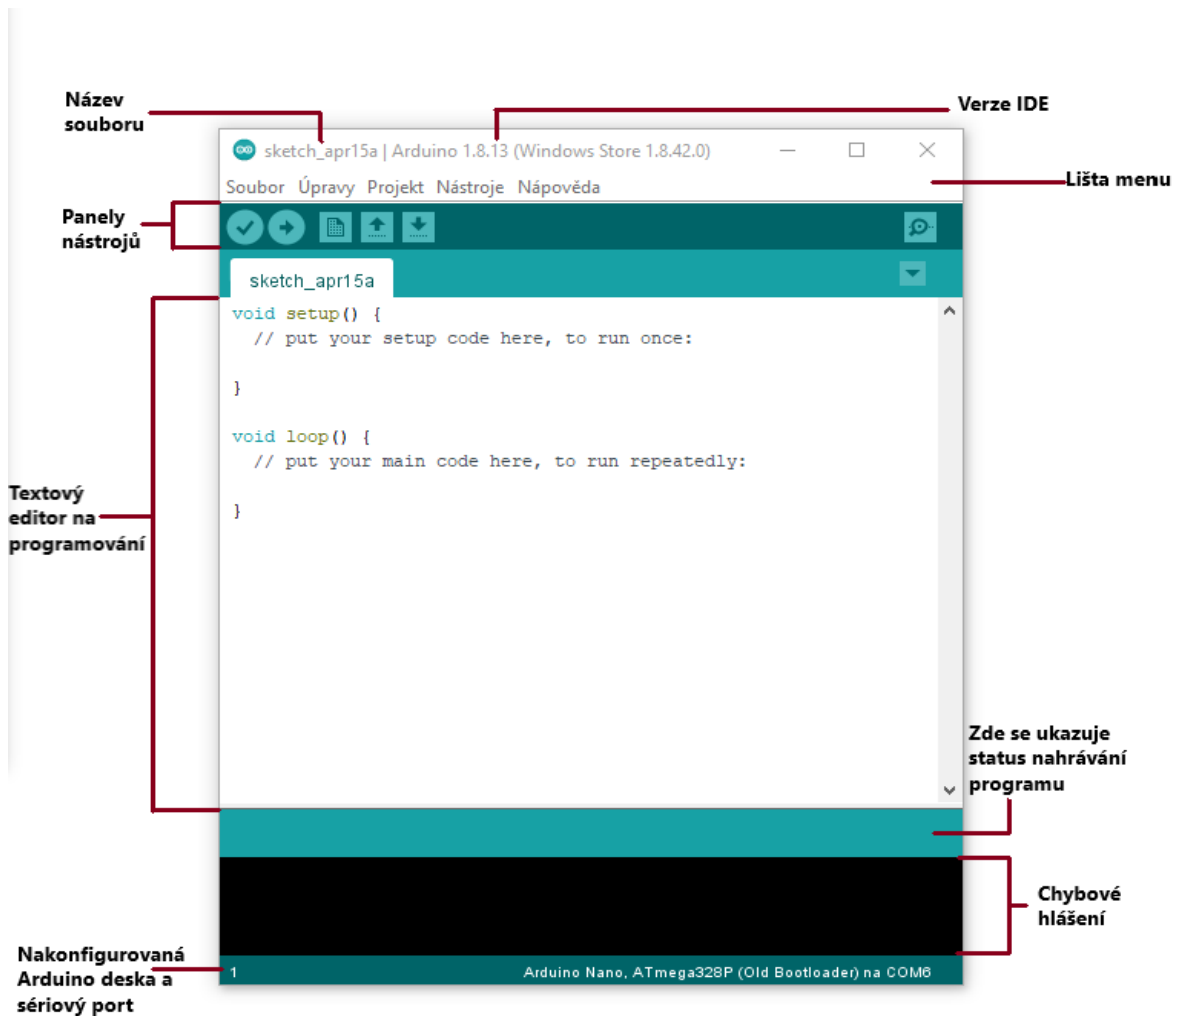 Název
souboru
Verze IDE
sketch_apr15a | Arduino 1.8.13 (Windows Store 1.8.42.0)
Lišta menu
Soubor Úpravy Projekt Nástroje Nápověda
Panely
nástrojů
sketch_apr15a
void setup() {
  // put your setup code here, to run once:
}
void loop() {
  // put your main code here, to run repeatedly:
}
Textový
editor na
programování
Zde se ukazuje
status nahrávání
programu
Chybové
hlášení
Nakonfigurovaná
Arduino deska a
sériový port
1 Arduino Nano, ATmega328P (Old Bootloader) na COM6